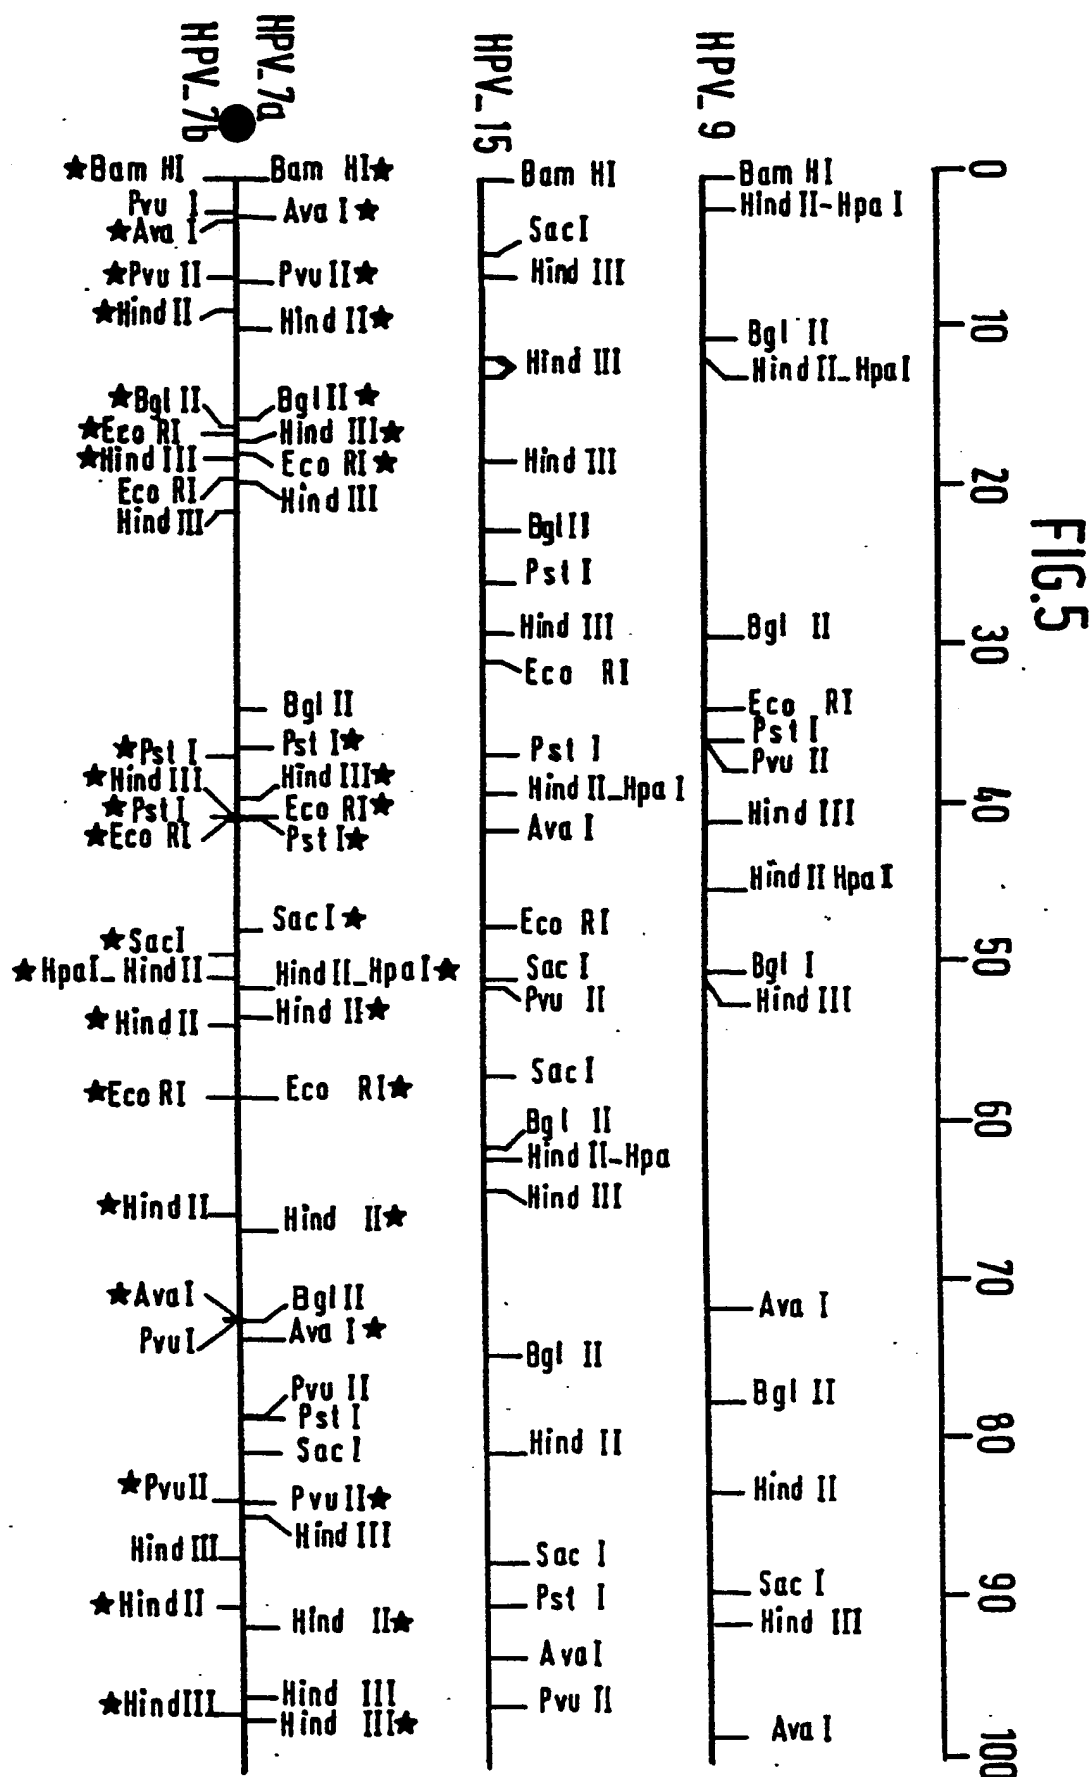 FIG.5
0
10
20
30
40
50
60
70
80
90
100
HPV_9
Bam HI
Hind II-Hpa I
Bgl II
Hind II_HpaI
Bgl II
Eco RI
Pst I
Pvu II
Hind III
Hind II HpaI
Bgl I
Hind III
Ava I
Bgl II
Hind II
Sac I
Hind III
Ava I
HPV_15
Bam HI
Sac I
Hind III
Hind III
Hind III
Bgl II
Pst I
Hind III
Eco RI
Pst I
Hind II_Hpa I
Ava I
Eco RI
Sac I
Pvu II
Sac I
Bgl II
Hind II-Hpa
Hind III
Bgl II
Hind II
Sac I
Pst I
Ava I
Pvu II
HPV_7a
Bam HI★
Ava I★
Pvu II★
Hind II★
Bgl II★
Hind III★
Eco RI★
Hind III
Bgl II
Pst I★
Hind III★
Eco RI★
Pst I★
Sac I★
Hind II_HpaI★
Hind II★
Eco RI★
Hind II★
Bgl II
Ava I★
Pvu II
Pst I
Sac I
Pvu II★
Hind III
Hind II★
Hind III
Hind III★
HPV_7b
★Bam HI
Pvu I
★Ava I
★Pvu II
★Hind II
★Bgl II
★Eco RI
★Hind III
Eco RI
Hind III
★Pst I
★Hind III
★Pst I
★Eco RI
★Sac I
★HpaI_Hind II
★Hind II
★Eco RI
★Hind II
★Ava I
Pvu I
★Pvu II
Hind III
★Hind II
★Hind III